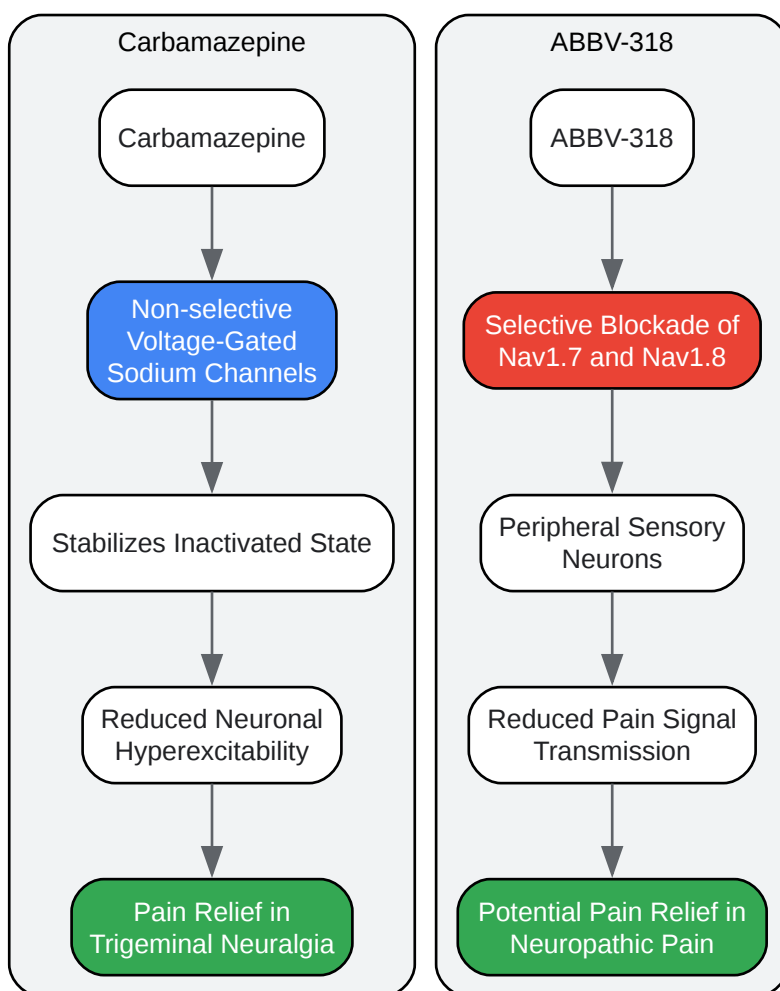 Carbamazepine
Carbamazepine
Non-selective
Voltage-Gated
Sodium Channels
Stabilizes Inactivated State
Reduced Neuronal
Hyperexcitability
Pain Relief in
Trigeminal Neuralgia
ABBV-318
ABBV-318
Selective Blockade of
Nav1.7 and Nav1.8
Peripheral Sensory
Neurons
Reduced Pain Signal
Transmission
Potential Pain Relief in
Neuropathic Pain